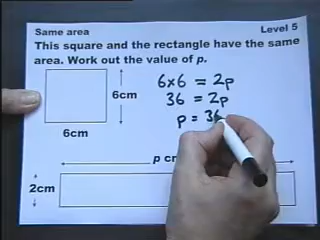 Same area
Level 5
This square and the rectangle have the same
area. Work out the value of p.
6cm
6×6 = 2p
36 = 2p
p = 36
6cm
p c
2cm